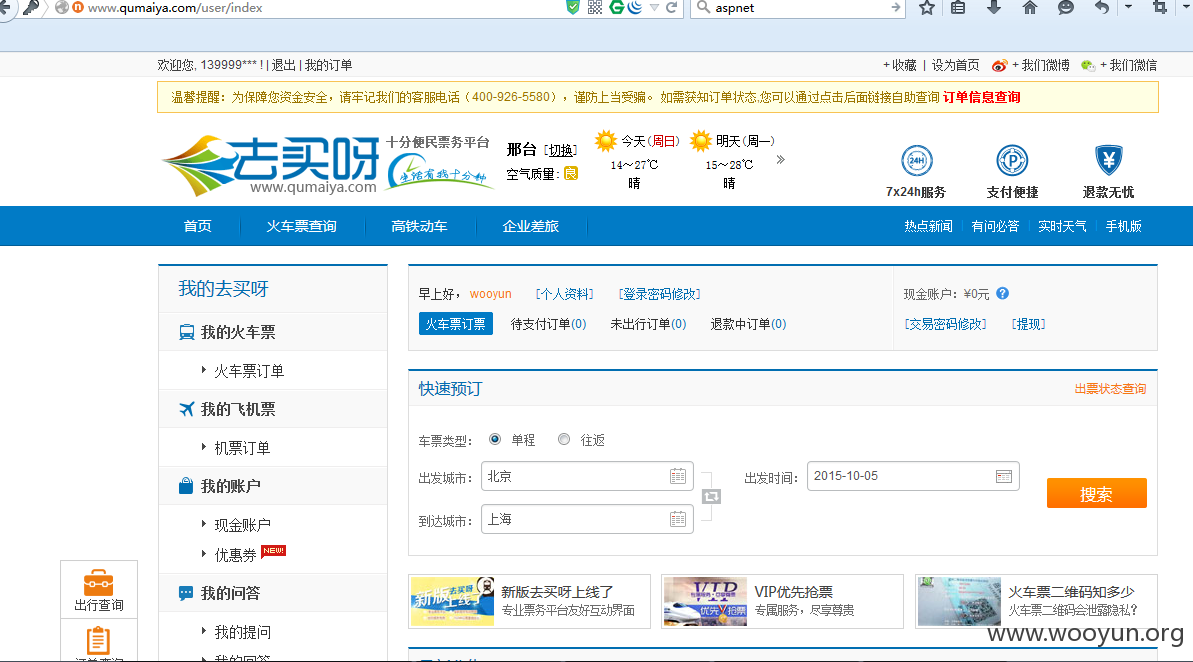 www.qumaiya.com/user/index
aspnet
欢迎您, 139999*** ! | 退出 | 我的订单
+收藏 | 设为首页 +我们微博 +我们微信
温馨提醒：为保障您资金安全，请牢记我们的客服电话（400-926-5580），谨防上当受骗。 如需获知订单状态,您可以通过点击后面链接自助查询 订单信息查询
去买呀
www.qumaiya.com
十分便民票务平台
生活有我十分钟
邢台 [切换]
空气质量: 良
今天(周日)
14～27℃
晴
明天(周一)
15～28℃
晴
24H
7x24h服务
支付便捷
退款无忧
首页 火车票查询 高铁动车 企业差旅
热点新闻 有问必答 实时天气 手机版
我的去买呀
我的火车票
火车票订单
我的飞机票
机票订单
我的账户
现金账户
优惠券 NEW!
我的问答
我的提问
我的回答
早上好， wooyun [个人资料] [登录密码修改]
火车票订票 待支付订单(0) 未出行订单(0) 退款中订单(0)
现金账户：¥0元
[交易密码修改] [提现]
快速预订
出票状态查询
车票类型： 单程 往返
出发城市： 北京
出发时间： 2015-10-05
到达城市： 上海
搜索
出行查询
订单查询
新版去买呀上线了
专业票务平台友好互动界面
VIP优先抢票
专属服务，尽享尊贵
火车票二维码知多少
火车票二维码会泄露隐私?
www.wooyun.org